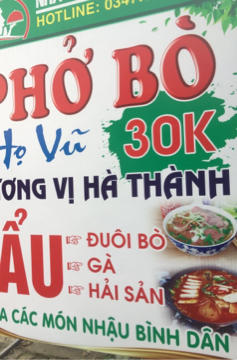 HOTLINE: 0347
PHỞ BÒ
Họ Vũ
30K
ƯƠNG VỊ HÀ THÀNH
ẨU
ĐUÔI BÒ
GÀ
HẢI SẢN
A CÁC MÓN NHẬU BÌNH DÂN